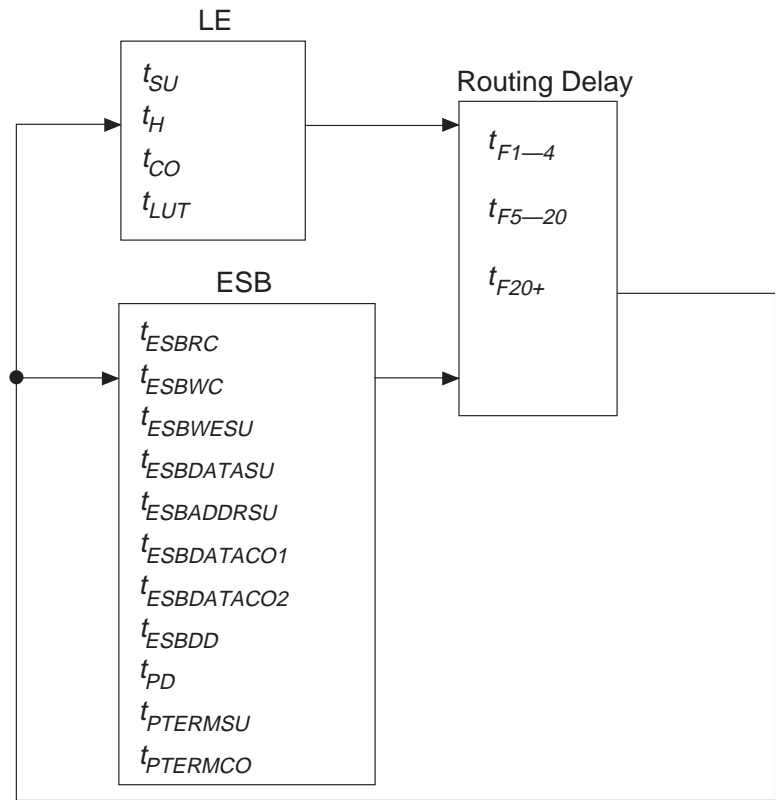 LE
tSU
tH
tCO
tLUT
Routing Delay
tF1—4
tF5—20
tF20+
ESB
tESBRC
tESBWC
tESBWESU
tESBDATASU
tESBADDRSU
tESBDATACO1
tESBDATACO2
tESBDD
tPD
tPTERMSU
tPTERMCO